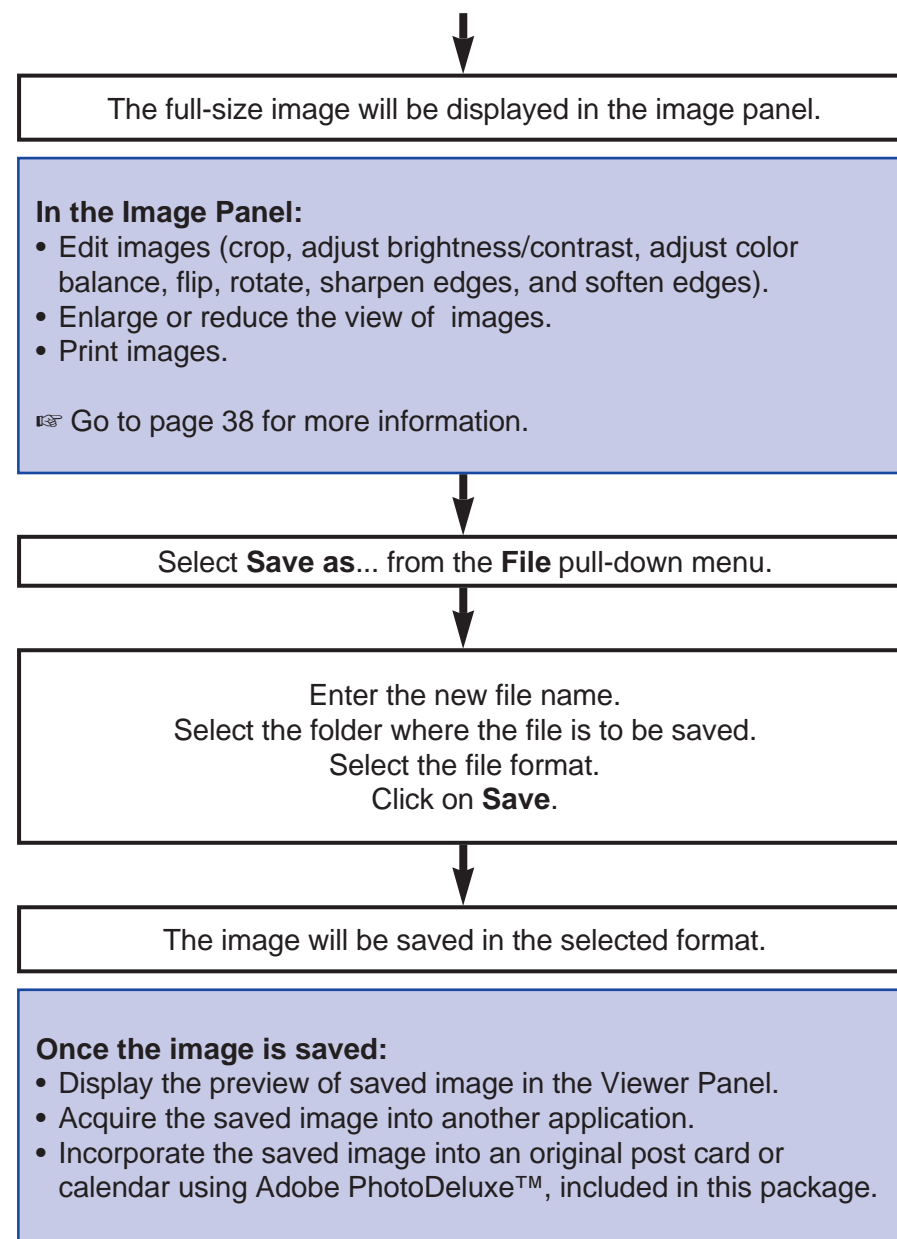 The full-size image will be displayed in the image panel.
In the Image Panel:
• Edit images (crop, adjust brightness/contrast, adjust color
balance, flip, rotate, sharpen edges, and soften edges).
• Enlarge or reduce the view of  images.
• Print images.
☞ Go to page 38 for more information.
Select Save as... from the File pull-down menu.
Enter the new file name.
Select the folder where the file is to be saved.
Select the file format.
Click on Save.
The image will be saved in the selected format.
Once the image is saved:
• Display the preview of saved image in the Viewer Panel.
• Acquire the saved image into another application.
• Incorporate the saved image into an original post card or
calendar using Adobe PhotoDeluxe™, included in this package.